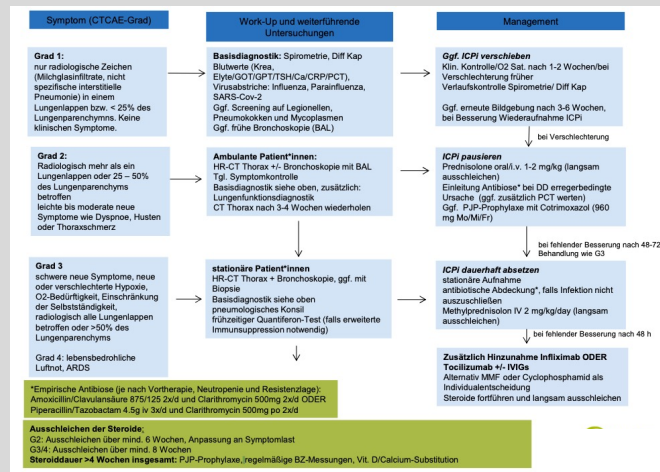 Symptom (CTCAE-Grad)
Work-Up und weiterführende
Untersuchungen
Management
Grad 1:
nur radiologische Zeichen
(Milchglasinfiltrate, nicht
spezifische interstitielle
Pneumonie) in einem
Lungenlappen bzw. < 25% des
Lungenparenchyms. Keine
klinischen Symptome.
Basisdiagnostik: Spirometrie, Diff Kap
Blutwerte (Krea,
Elyte/GOT/GPT/TSH/Ca/CRP/PCT),
Virusabstriche: Influenza, Parainfluenza,
SARS-Cov-2
Ggf. Screening auf Legionellen,
Pneumokokken und Mycoplasmen
Ggf. frühe Bronchoskopie (BAL)
Ggf. ICPi verschieben
Klin. Kontrolle/O2 Sat. nach 1-2 Wochen/bei
Verschlechterung früher
Verlaufskontrolle Spirometrie/ Diff Kap
Ggf. erneute Bildgebung nach 3-6 Wochen,
bei Besserung Wiederaufnahme ICPi
bei Verschlechterung
Grad 2:
Radiologisch mehr als ein
Lungenlappen oder 25 – 50%
des Lungenparenchyms
betroffen
leichte bis moderate neue
Symptome wie Dyspnoe, Husten
oder Thoraxschmerz
Ambulante Patient*innen:
HR-CT Thorax +/- Bronchoskopie mit BAL
Tgl. Symptomkontrolle
Basisdiagnostik siehe oben, zusätzlich:
Lungenfunktionsdiagnostik
CT Thorax nach 3-4 Wochen wiederholen
ICPi pausieren
Prednisolone oral/i.v. 1-2 mg/kg (langsam
ausschleichen)
Einleitung Antibiose* bei DD erregerbedingte
Ursache (ggf. zusätzlich PCT werten)
Ggf. PJP-Prophylaxe mit Cotrimoxazol (960
mg Mo/Mi/Fr)
bei fehlender Besserung nach 48-72
Behandlung wie G3
Grad 3
schwere neue Symptome, neue
oder verschlechterte Hypoxie,
O2-Bedüftigkeit, Einschränkung
der Selbstständigkeit,
radiologisch alle Lungenlappen
betroffen oder >50% des
Lungenparenchyms
Grad 4: lebensbedrohliche
Luftnot, ARDS
stationäre Patient*innen
HR-CT Thorax + Bronchoskopie, ggf. mit
Biopsie
Basisdiagnostik siehe oben
pneumologisches Konsil
frühzeitiger Quantiferon-Test (falls erweiterte
Immunsuppression notwendig)
ICPi dauerhaft absetzen
stationäre Aufnahme
antibiotische Abdeckung*, falls Infektion nicht
auszuschließen
Methylprednisolon IV 2 mg/kg/day (langsam
ausschleichen)
bei fehlender Besserung nach 48 h
Zusätzlich Hinzunahme Infliximab ODER
Tocilizumab +/- IVIGs
Alternativ MMF oder Cyclophosphamid als
Individualentscheidung
Steroide fortführen und langsam ausschleichen
*Empirische Antibiose (je nach Vortherapie, Neutropenie und Resistenzlage):
Amoxicillin/Clavulansäure 875/125 2x/d und Clarithromycin 500mg 2x/d ODER
Piperacillin/Tazobactam 4.5g iv 3x/d und Clarithromycin 500mg po 2x/d
Ausschleichen der Steroide:
G2: Ausschleichen über mind. 6 Wochen, Anpassung an Symptomlast
G3/4: Ausschleichen über mind. 8 Wochen
Steroiddauer >4 Wochen insgesamt: PJP-Prophylaxe, regelmäßige BZ-Messungen, Vit. D/Calcium-Substitution